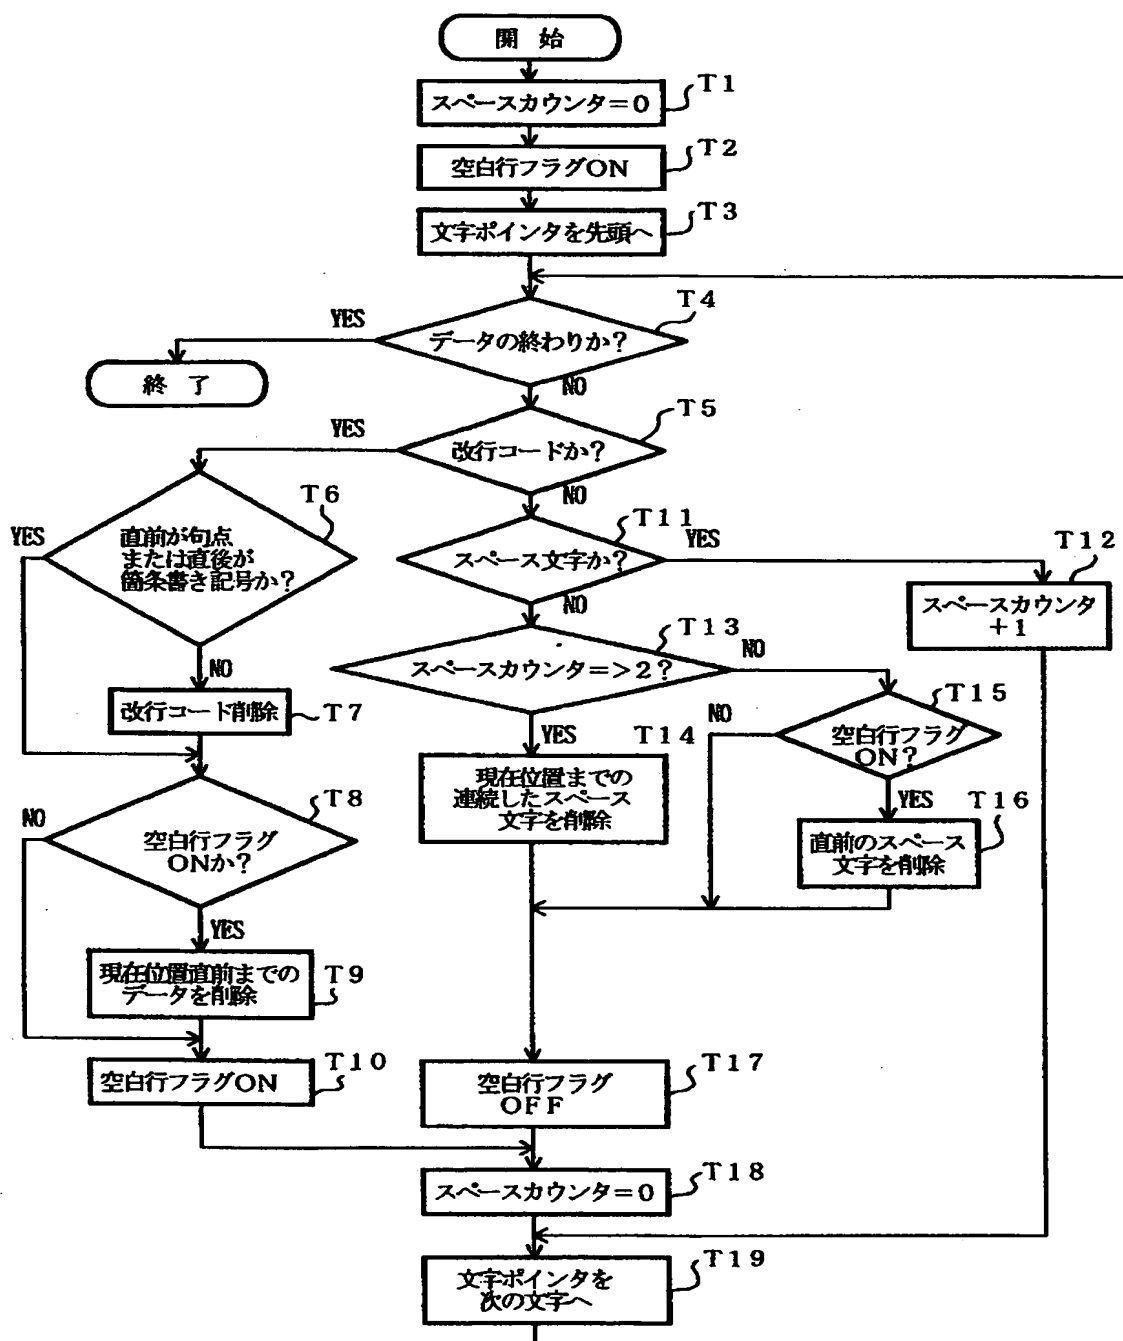 開 始
スペースカウンタ=0
T1
空白行フラグON
T2
文字ポインタを先頭へ
T3
データの終わりか?
T4
YES
NO
終 了
改行コードか?
T5
YES
NO
直前が句点
または直後が
箇条書き記号か?
T6
YES
NO
改行コード削除
T7
空白行フラグ
ONか?
T8
NO
YES
現在位置直前までの
データを削除
T9
空白行フラグON
T10
スペース文字か?
T11
YES
NO
スペースカウンタ
+1
T12
スペースカウンタ=>2?
T13
NO
YES
現在位置までの
連続したスペース
文字を削除
T14
空白行フラグ
ON?
T15
NO
YES
直前のスペース
文字を削除
T16
空白行フラグ
OFF
T17
スペースカウンタ=0
T18
文字ポインタを
次の文字へ
T19